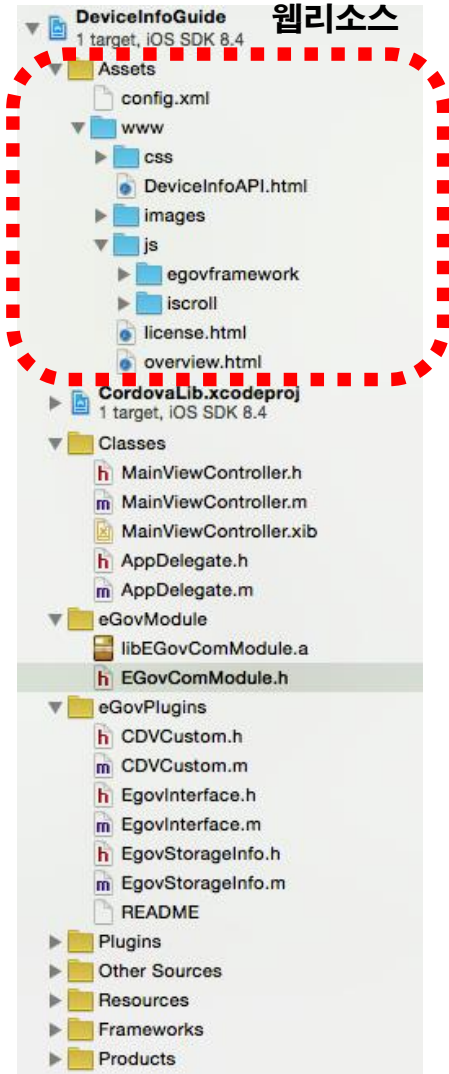 DeviceInfoGuide 웹리소스
1 target, iOS SDK 8.4
Assets
config.xml
www
css
DeviceInfoAPI.html
images
js
egovframework
iscroll
license.html
overview.html
CordovaLib.xcodeproj
1 target, iOS SDK 8.4
Classes
h MainViewController.h
m MainViewController.m
MainViewController.xib
h AppDelegate.h
m AppDelegate.m
eGovModule
libEGovComModule.a
h EGovComModule.h
eGovPlugins
h CDVCustom.h
m CDVCustom.m
h EgovInterface.h
m EgovInterface.m
h EgovStorageInfo.h
m EgovStorageInfo.m
README
Plugins
Other Sources
Resources
Frameworks
Products